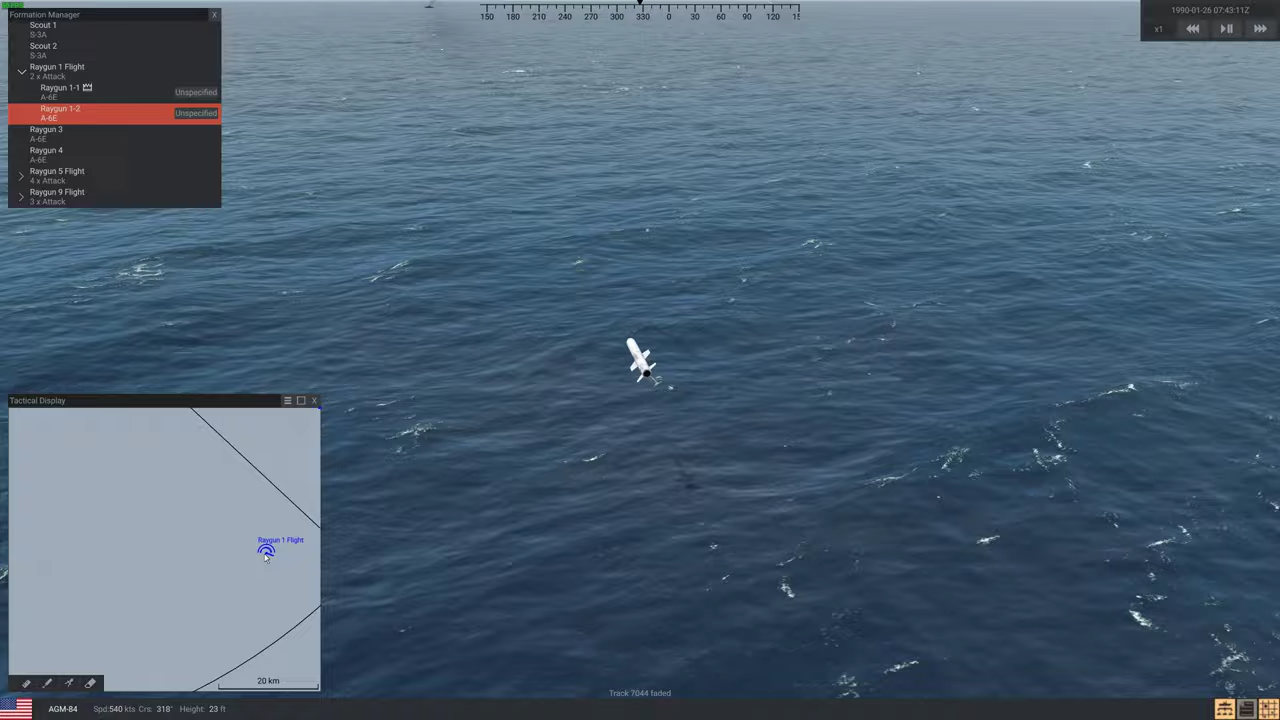 Formation Manager
X
Scout 1
S-3A
Scout 2
S-3A
Raygun 1 Flight
2 x Attack
Raygun 1-1
A-6E
Unspecified
Raygun 1-2
A-6E
Unspecified
Raygun 3
A-6E
Raygun 4
A-6E
Raygun 5 Flight
4 x Attack
Raygun 9 Flight
3 x Attack
150 180 210 240 270 300 330 0 30 60 90 120 15
1990-01-26 07:43:11Z
x1
Tactical Display
X
Raygun 1 Flight
20 km
Track 7044 faded
AGM-84 Spd:540 kts Crs: 318° Height: 23 ft